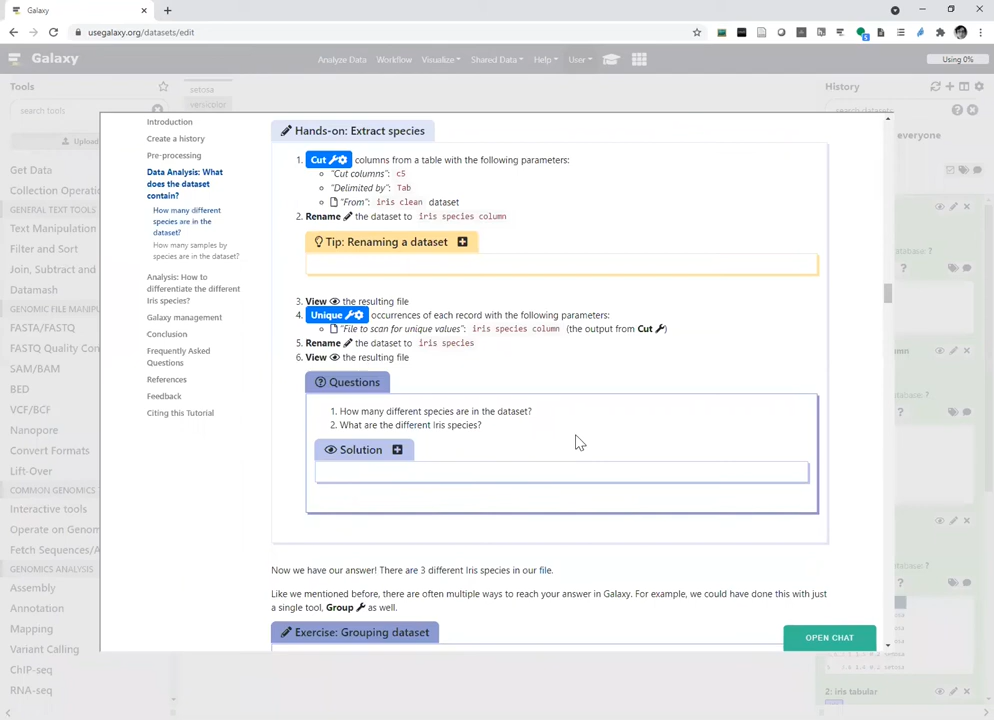 Galaxy
usegalaxy.org/datasets/edit
Galaxy
Analyze Data
Workflow
Visualize
Shared Data
Help
User
Using 0%
Tools
search tools
Upload
Get Data
Collection Operati
GENERAL TEXT TOOLS
Text Manipulation
Filter and Sort
Join, Subtract and
Datamash
GENOMIC FILE MANIPU
FASTA/FASTQ
FASTQ Quality Con
SAM/BAM
BED
VCF/BCF
Nanopore
Convert Formats
Lift-Over
COMMON GENOMICS T
Interactive tools
Operate on Genom
Fetch Sequences/A
GENOMICS ANALYSIS
Assembly
Annotation
Mapping
Variant Calling
ChIP-seq
RNA-seq
setosa
versicolor
Introduction
Create a history
Pre-processing
Data Analysis: What
does the dataset
contain?
How many different
species are in the
dataset?
How many samples by
species are in the dataset?
Analysis: How to
differentiate the different
Iris species?
Galaxy management
Conclusion
Frequently Asked
Questions
References
Feedback
Citing this Tutorial
Hands-on: Extract species
1. Cut columns from a table with the following parameters:
"Cut columns": c5
"Delimited by": Tab
"From": iris clean dataset
2. Rename the dataset to iris species column
Tip: Renaming a dataset
3. View the resulting file
4. Unique occurrences of each record with the following parameters:
"File to scan for unique values": iris species column (the output from Cut)
5. Rename the dataset to iris species
6. View the resulting file
Questions
1. How many different species are in the dataset?
2. What are the different Iris species?
Solution
Now we have our answer! There are 3 different Iris species in our file.
Like we mentioned before, there are often multiple ways to reach your answer in Galaxy. For example, we could have done this with just
a single tool, Group as well.
Exercise: Grouping dataset
OPEN CHAT
History
search datasets
everyone
atabase: ?
mn
2: iris tabular